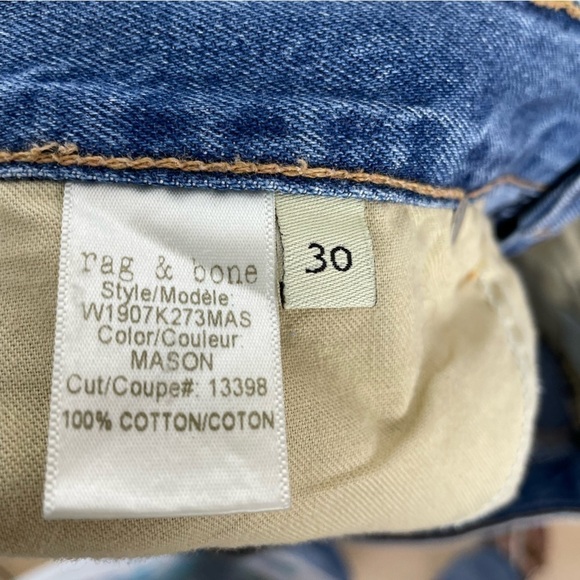 rag & bone
Style/Modèle:
W1907K273MAS
Color/Couleur:
MASON
Cut/Coupe#: 13398
100% COTTON/COTON
30